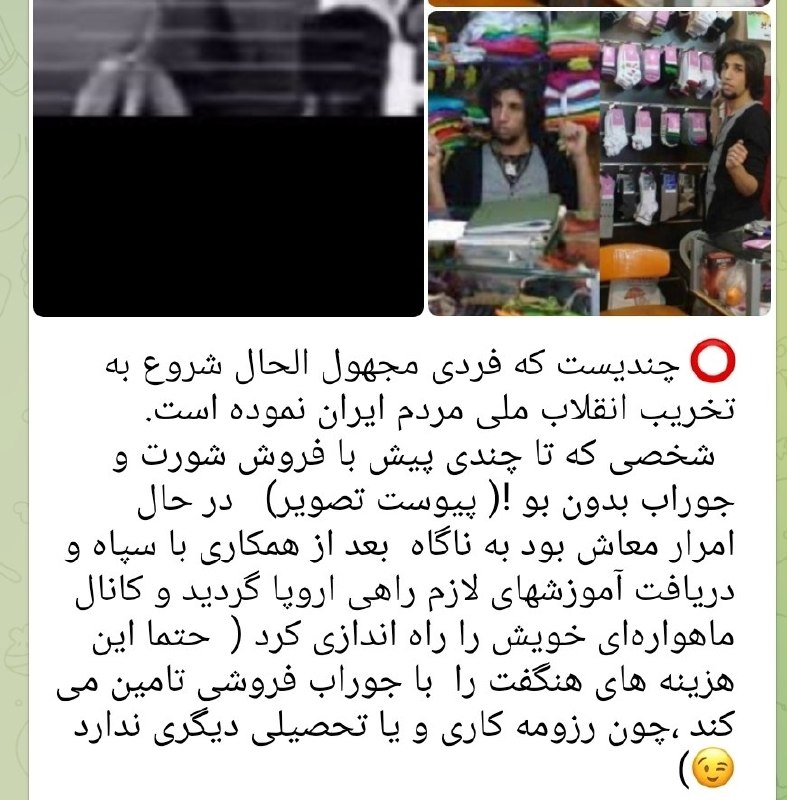 ⭕ چندیست که فردی مجهول الحال شروع به
تخریب انقلاب ملی مردم ایران نموده است.
شخصی که تا چندی پیش با فروش شورت و
جوراب بدون بو !( پیوست تصویر) در حال
امرار معاش بود به ناگاه بعد از همکاری با سپاه و
دریافت آموزشهای لازم راهی اروپا گردید و کانال
ماهواره‌ای خویش را راه اندازی کرد ( حتما این
هزینه های هنگفت را با جوراب فروشی تامین می
کند ،چون رزومه کاری و یا تحصیلی دیگری ندارد
😉)